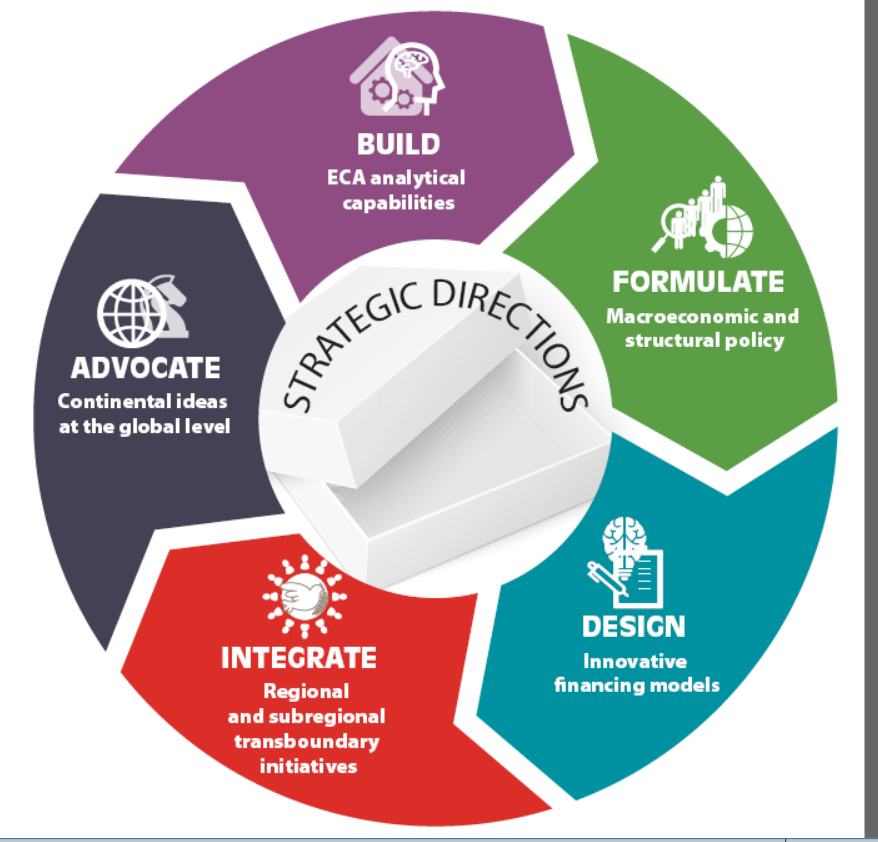 BUILD
ECA analytical
capabilities
FORMULATE
Macroeconomic and
structural policy
DESIGN
Innovative
financing models
INTEGRATE
Regional
and subregional
transboundary
initiatives
ADVOCATE
Continental ideas
at the global level
STRATEGIC DIRECTIONS